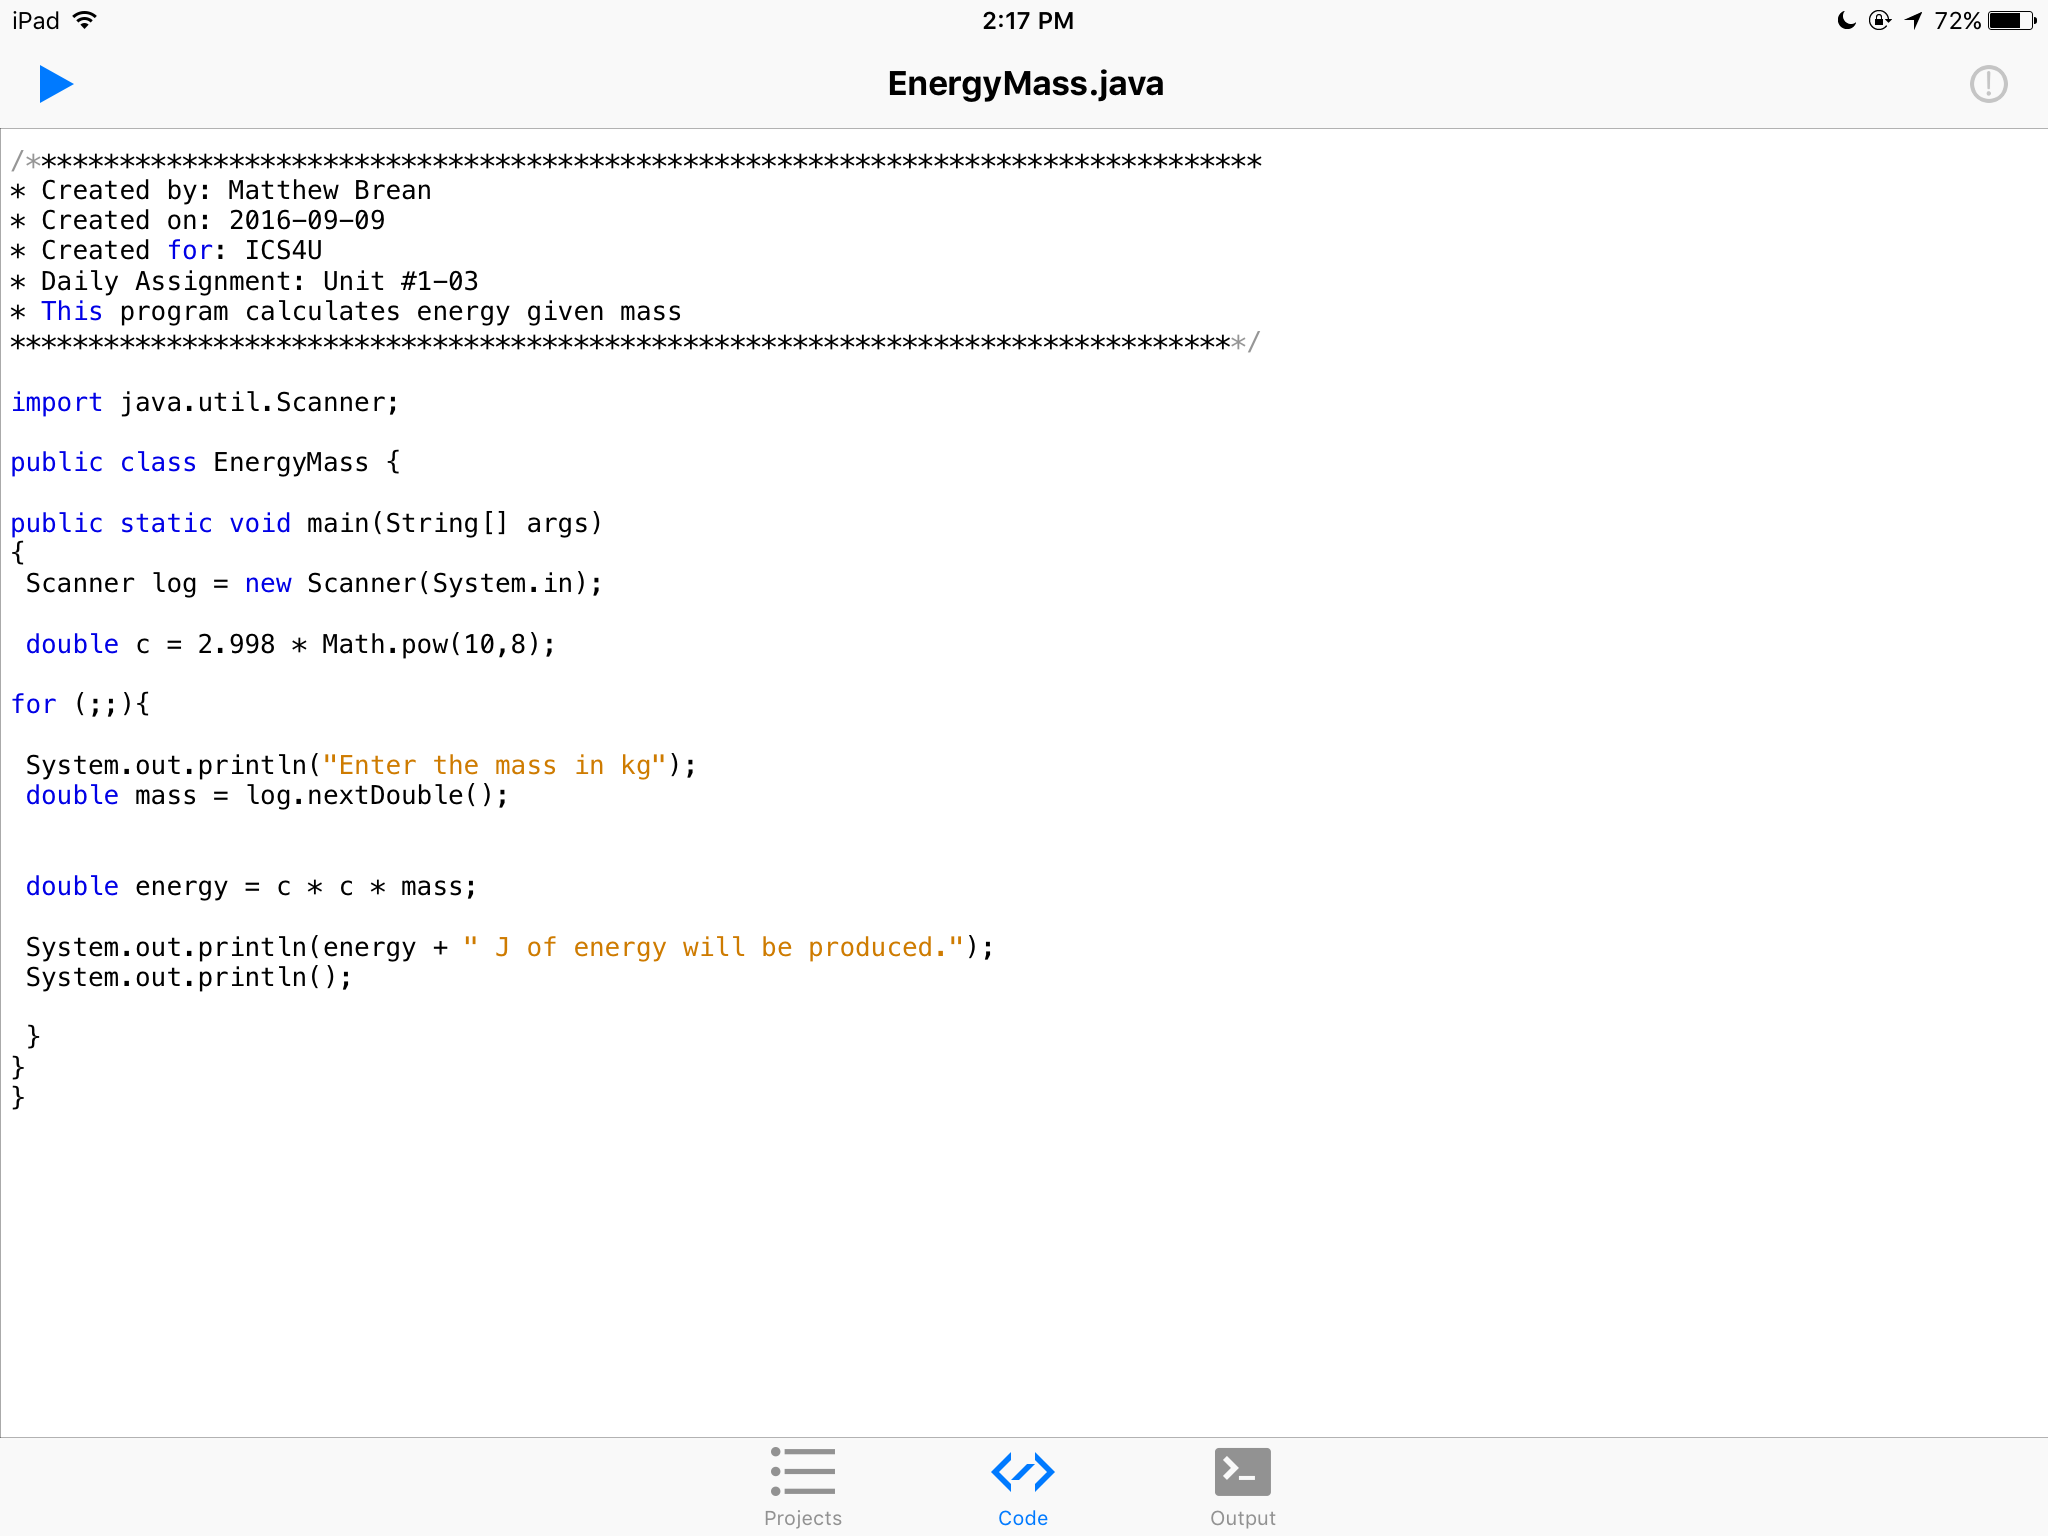 iPad 2:17 PM 72%
EnergyMass.java
/*******************************************************************************
* Created by: Matthew Brean
* Created on: 2016-09-09
* Created for: ICS4U
* Daily Assignment: Unit #1-03
* This program calculates energy given mass
*******************************************************************************/
import java.util.Scanner;
public class EnergyMass {
public static void main(String[] args)
{
 Scanner log = new Scanner(System.in);
 double c = 2.998 * Math.pow(10,8);
for (;;){
 System.out.println("Enter the mass in kg");
 double mass = log.nextDouble();
 double energy = c * c * mass;
 System.out.println(energy + " J of energy will be produced.");
 System.out.println();
 }
}
}
Projects Code Output